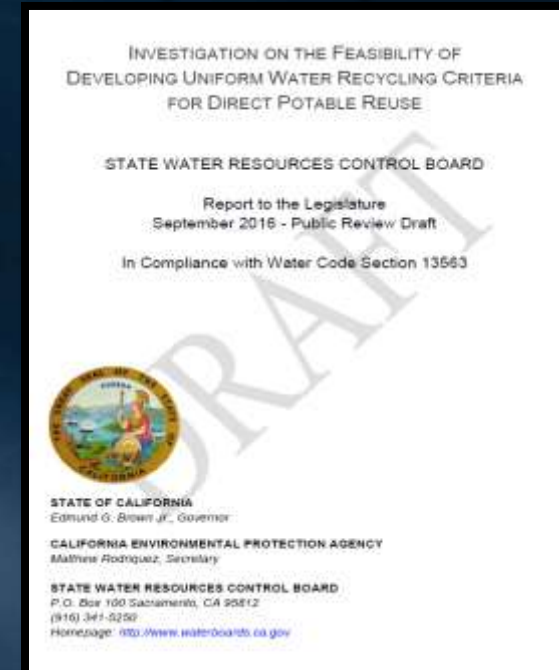 INVESTIGATION ON THE FEASIBILITY OF
DEVELOPING UNIFORM WATER RECYCLING CRITERIA
FOR DIRECT POTABLE REUSE
STATE WATER RESOURCES CONTROL BOARD
Report to the Legislature
September 2016 - Public Review Draft
In Compliance with Water Code Section 13563
DRAFT
STATE OF CALIFORNIA
Edmund G. Brown Jr., Governor
CALIFORNIA ENVIRONMENTAL PROTECTION AGENCY
Matthew Rodriquez, Secretary
STATE WATER RESOURCES CONTROL BOARD
P.O. Box 100 Sacramento, CA 95812
(916) 341-5250
Homepage: http://www.waterboards.ca.gov